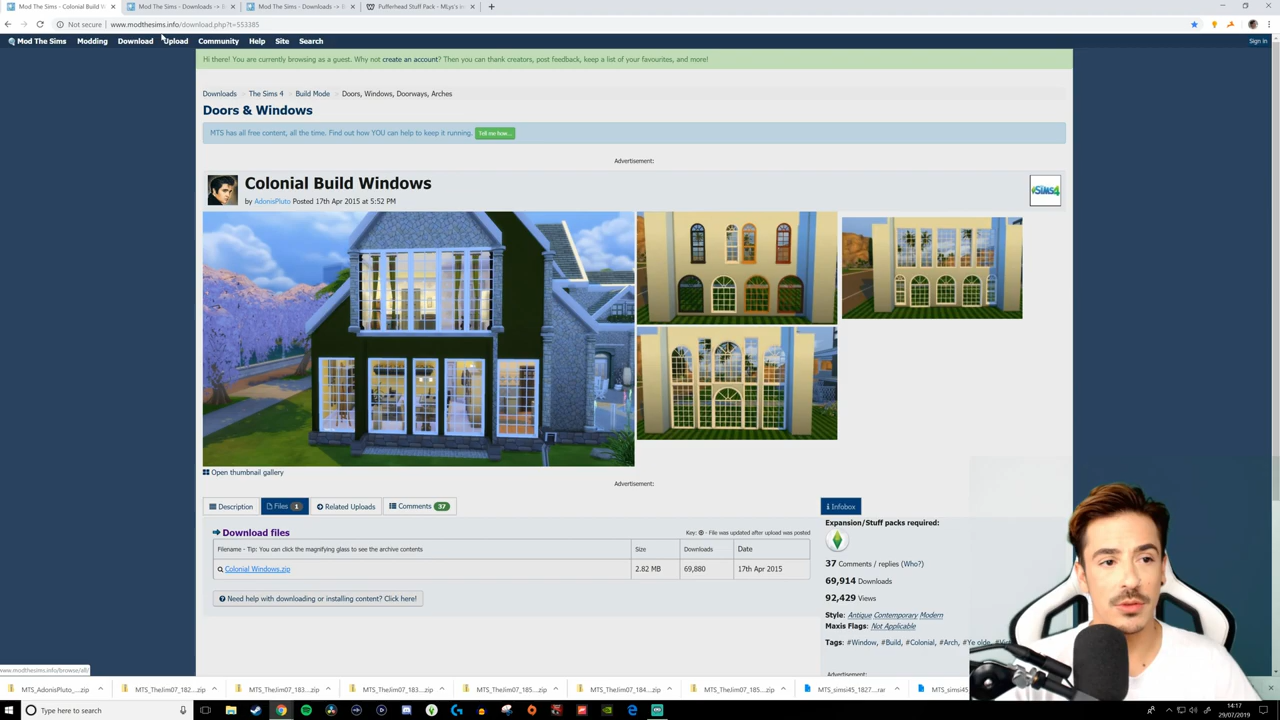 Mod The Sims - Colonial Build W
Mod The Sims - Downloads -> D
Mod The Sims - Downloads -> D
Pufferhead Stuff Pack - Mlys's in
Not secure
www.modthesims.info/download.php?t=553385
Mod The Sims Modding Download Upload Community Help Site Search Sign in
Hi there! You are currently browsing as a guest. Why not create an account? Then you can thank creators, post feedback, keep a list of your favourites, and more!
Downloads The Sims 4 Build Mode Doors, Windows, Doorways, Arches
Doors & Windows
MTS has all free content, all the time. Find out how YOU can help to keep it running. Tell me how...
Advertisement:
Colonial Build Windows
by AdonisPluto Posted 17th Apr 2015 at 5:52 PM
SIMS4
Open thumbnail gallery
Advertisement:
Description Files 1 Related Uploads Comments 37
Infobox
Download files
Key: - File was updated after upload was posted
Filename - Tip: You can click the magnifying glass to see the archive contents Size Downloads Date
Colonial Windows.zip 2.82 MB 69,880 17th Apr 2015
Need help with downloading or installing content? Click here!
Expansion/Stuff packs required:
37 Comments / replies (Who?)
69,914 Downloads
92,429 Views
Style: Antique Contemporary Modern
Maxis Flags: Not Applicable
Tags: #Window, #Build, #Colonial, #Arch, #Ye olde,
Advertisement:
www.modthesims.info/browse/all/
MTS_AdonisPluto_...zip
MTS_TheJim07_182...zip
MTS_TheJim07_183...zip
MTS_TheJim07_183...zip
MTS_TheJim07_185...zip
MTS_TheJim07_184...zip
MTS_TheJim07_185...zip
MTS_simsi45_1827...rar
MTS_simsi45
Type here to search
14:17
29/07/2019